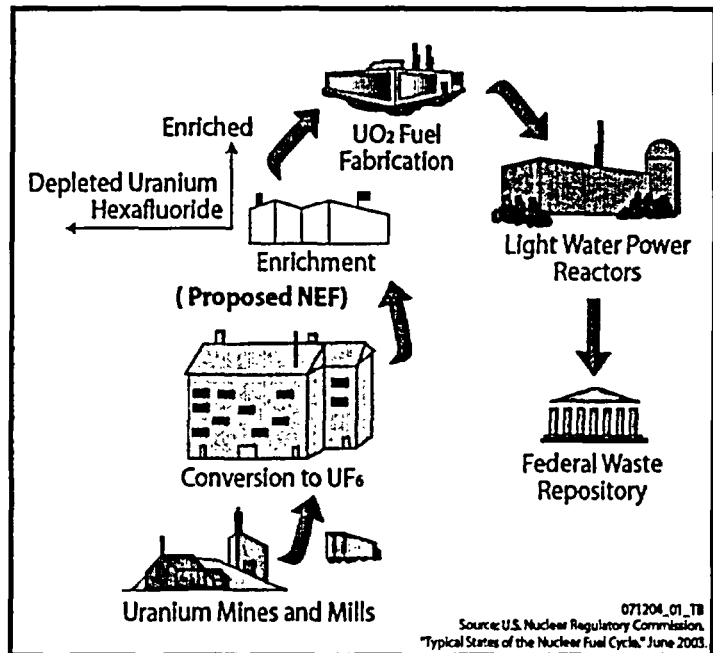 Enriched
Depleted Uranium
Hexafluoride
UO₂ Fuel
Fabrication
Enrichment
( Proposed NEF)
Light Water Power
Reactors
Conversion to UF₆
Federal Waste
Repository
Uranium Mines and Mills
071204_01_TB
Source: U.S. Nuclear Regulatory Commission.
"Typical States of the Nuclear Fuel Cycle." June 2003.